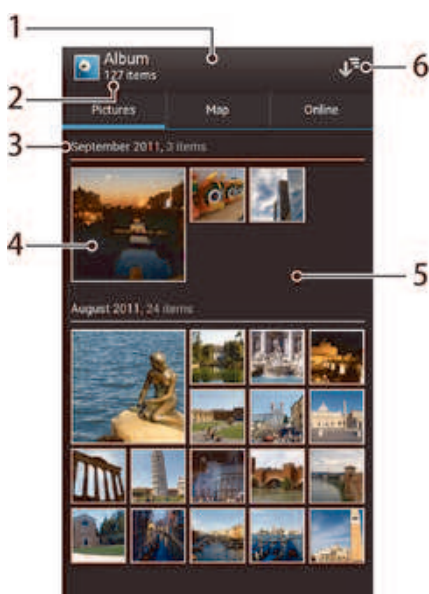 1
Album
127 items
6
2
Pictures Map Online
3
September 2011, 3 items
4
5
August 2011, 24 items